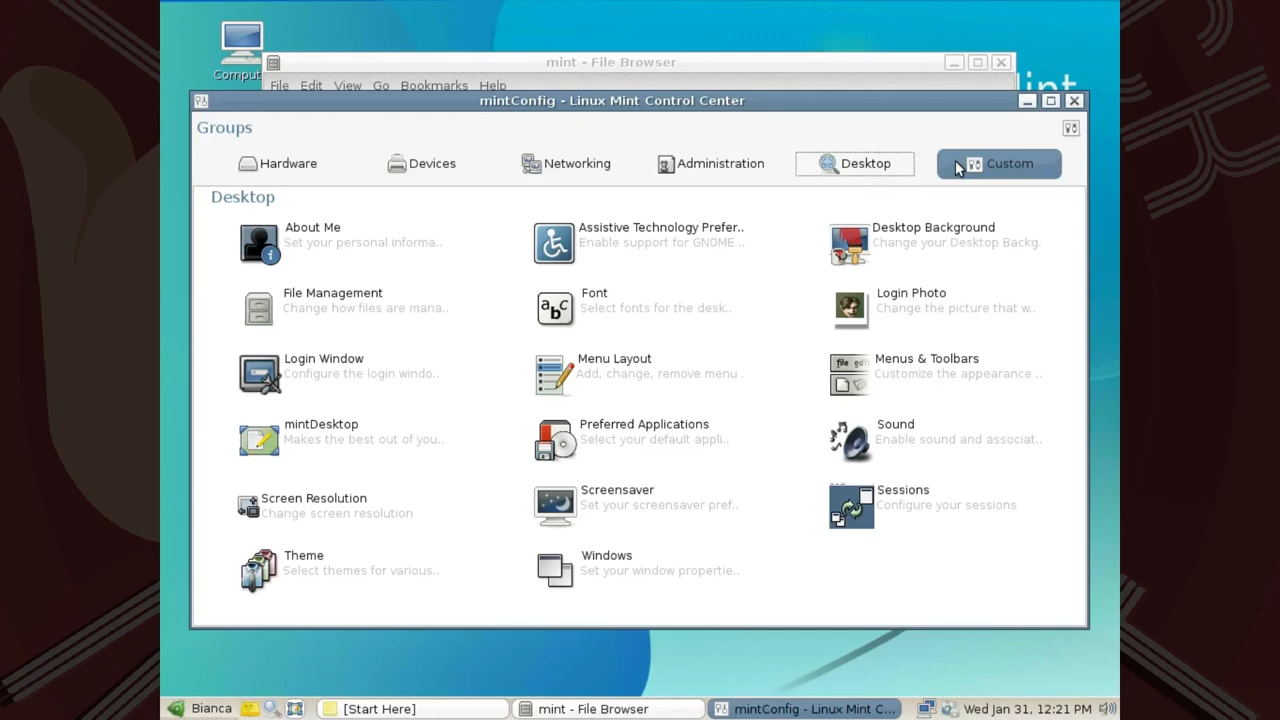 Comput
mint - File Browser
File Edit View Go Bookmarks Help
int
mintConfig - Linux Mint Control Center
Groups
Hardware Devices Networking Administration Desktop Custom
Desktop
About Me
Set your personal informa..
Assistive Technology Prefer..
Enable support for GNOME ..
Desktop Background
Change your Desktop Backg.
File Management
Change how files are mana..
abc
Font
Select fonts for the desk..
Login Photo
Change the picture that w..
Login Window
Configure the login windo..
Menu Layout
Add, change, remove menu .
file edi
Menus & Toolbars
Customize the appearance ..
mintDesktop
Makes the best out of you..
Preferred Applications
Select your default appli..
Sound
Enable sound and associat..
Screen Resolution
Change screen resolution
Screensaver
Set your screensaver pref..
Sessions
Configure your sessions
Theme
Select themes for various..
Windows
Set your window propertie..
Bianca [Start Here] mint - File Browser mintConfig - Linux Mint C... Wed Jan 31, 12:21 PM